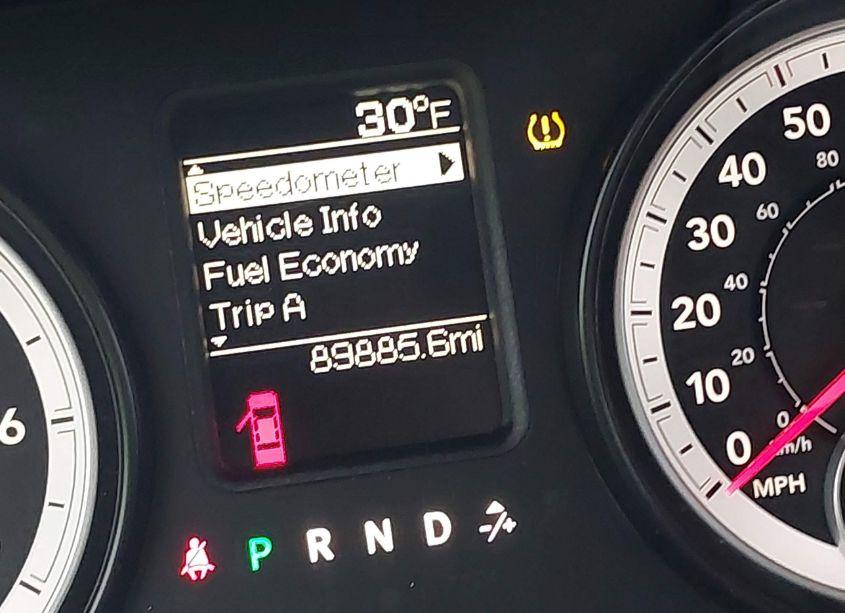 30°F
Speedometer
Vehicle Info
Fuel Economy
Trip A
89885.6mi
P R N D -/+
6
50
40
30
20
10
0
MPH
80
60
40
20
0
km/h